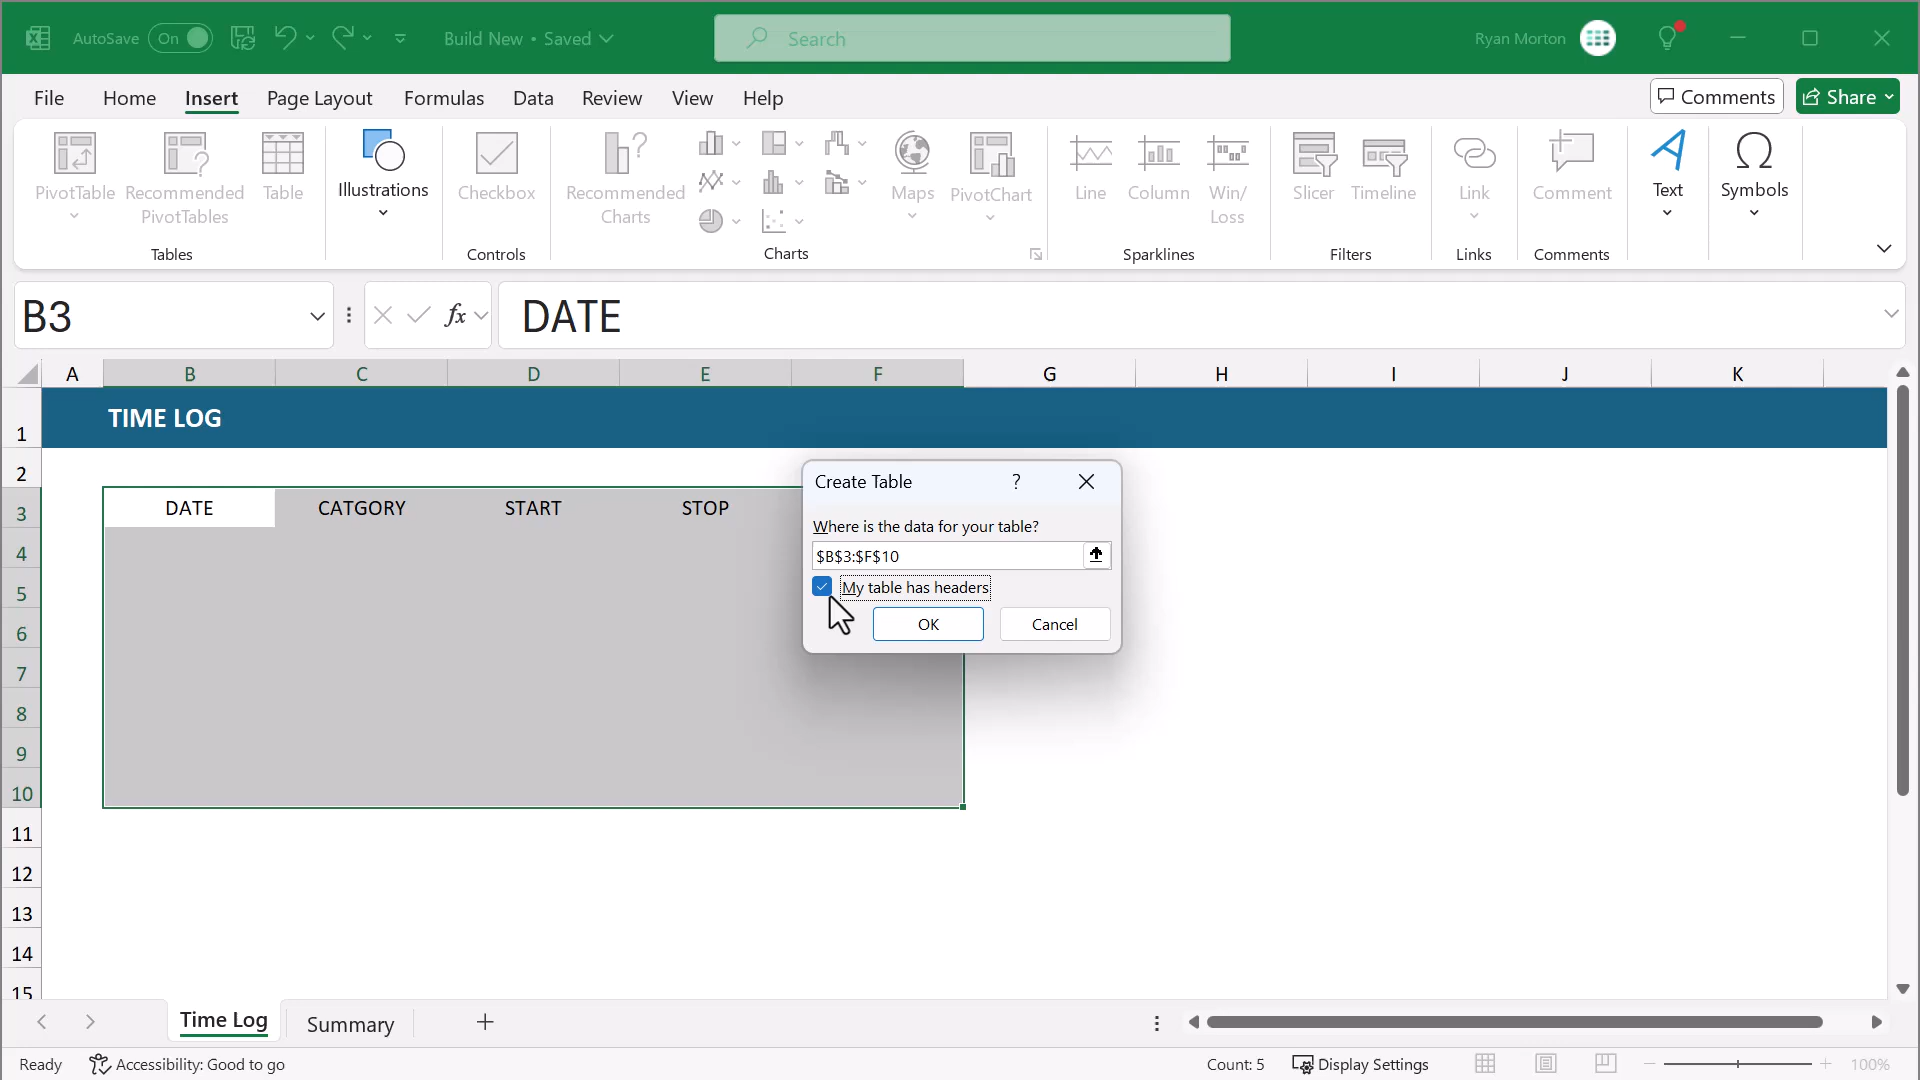 AutoSave On Build New • Saved Search Ryan Morton
File Home Insert Page Layout Formulas Data Review View Help Comments Share
PivotTable Recommended PivotTables Table Illustrations Checkbox Recommended Charts Maps PivotChart Line Column Win/Loss Slicer Timeline Link Comment Text Symbols
Tables Controls Charts Sparklines Filters Links Comments
B3 fx DATE
A B C D E F G H I J K
1 TIME LOG
2
3 DATE CATGORY START STOP
4
5
6
7
8
9
10
11
12
13
14
15
Create Table ?
Where is the data for your table?
$B$3:$F$10
My table has headers
OK Cancel
Time Log Summary
Ready Accessibility: Good to go Count: 5 Display Settings 100%